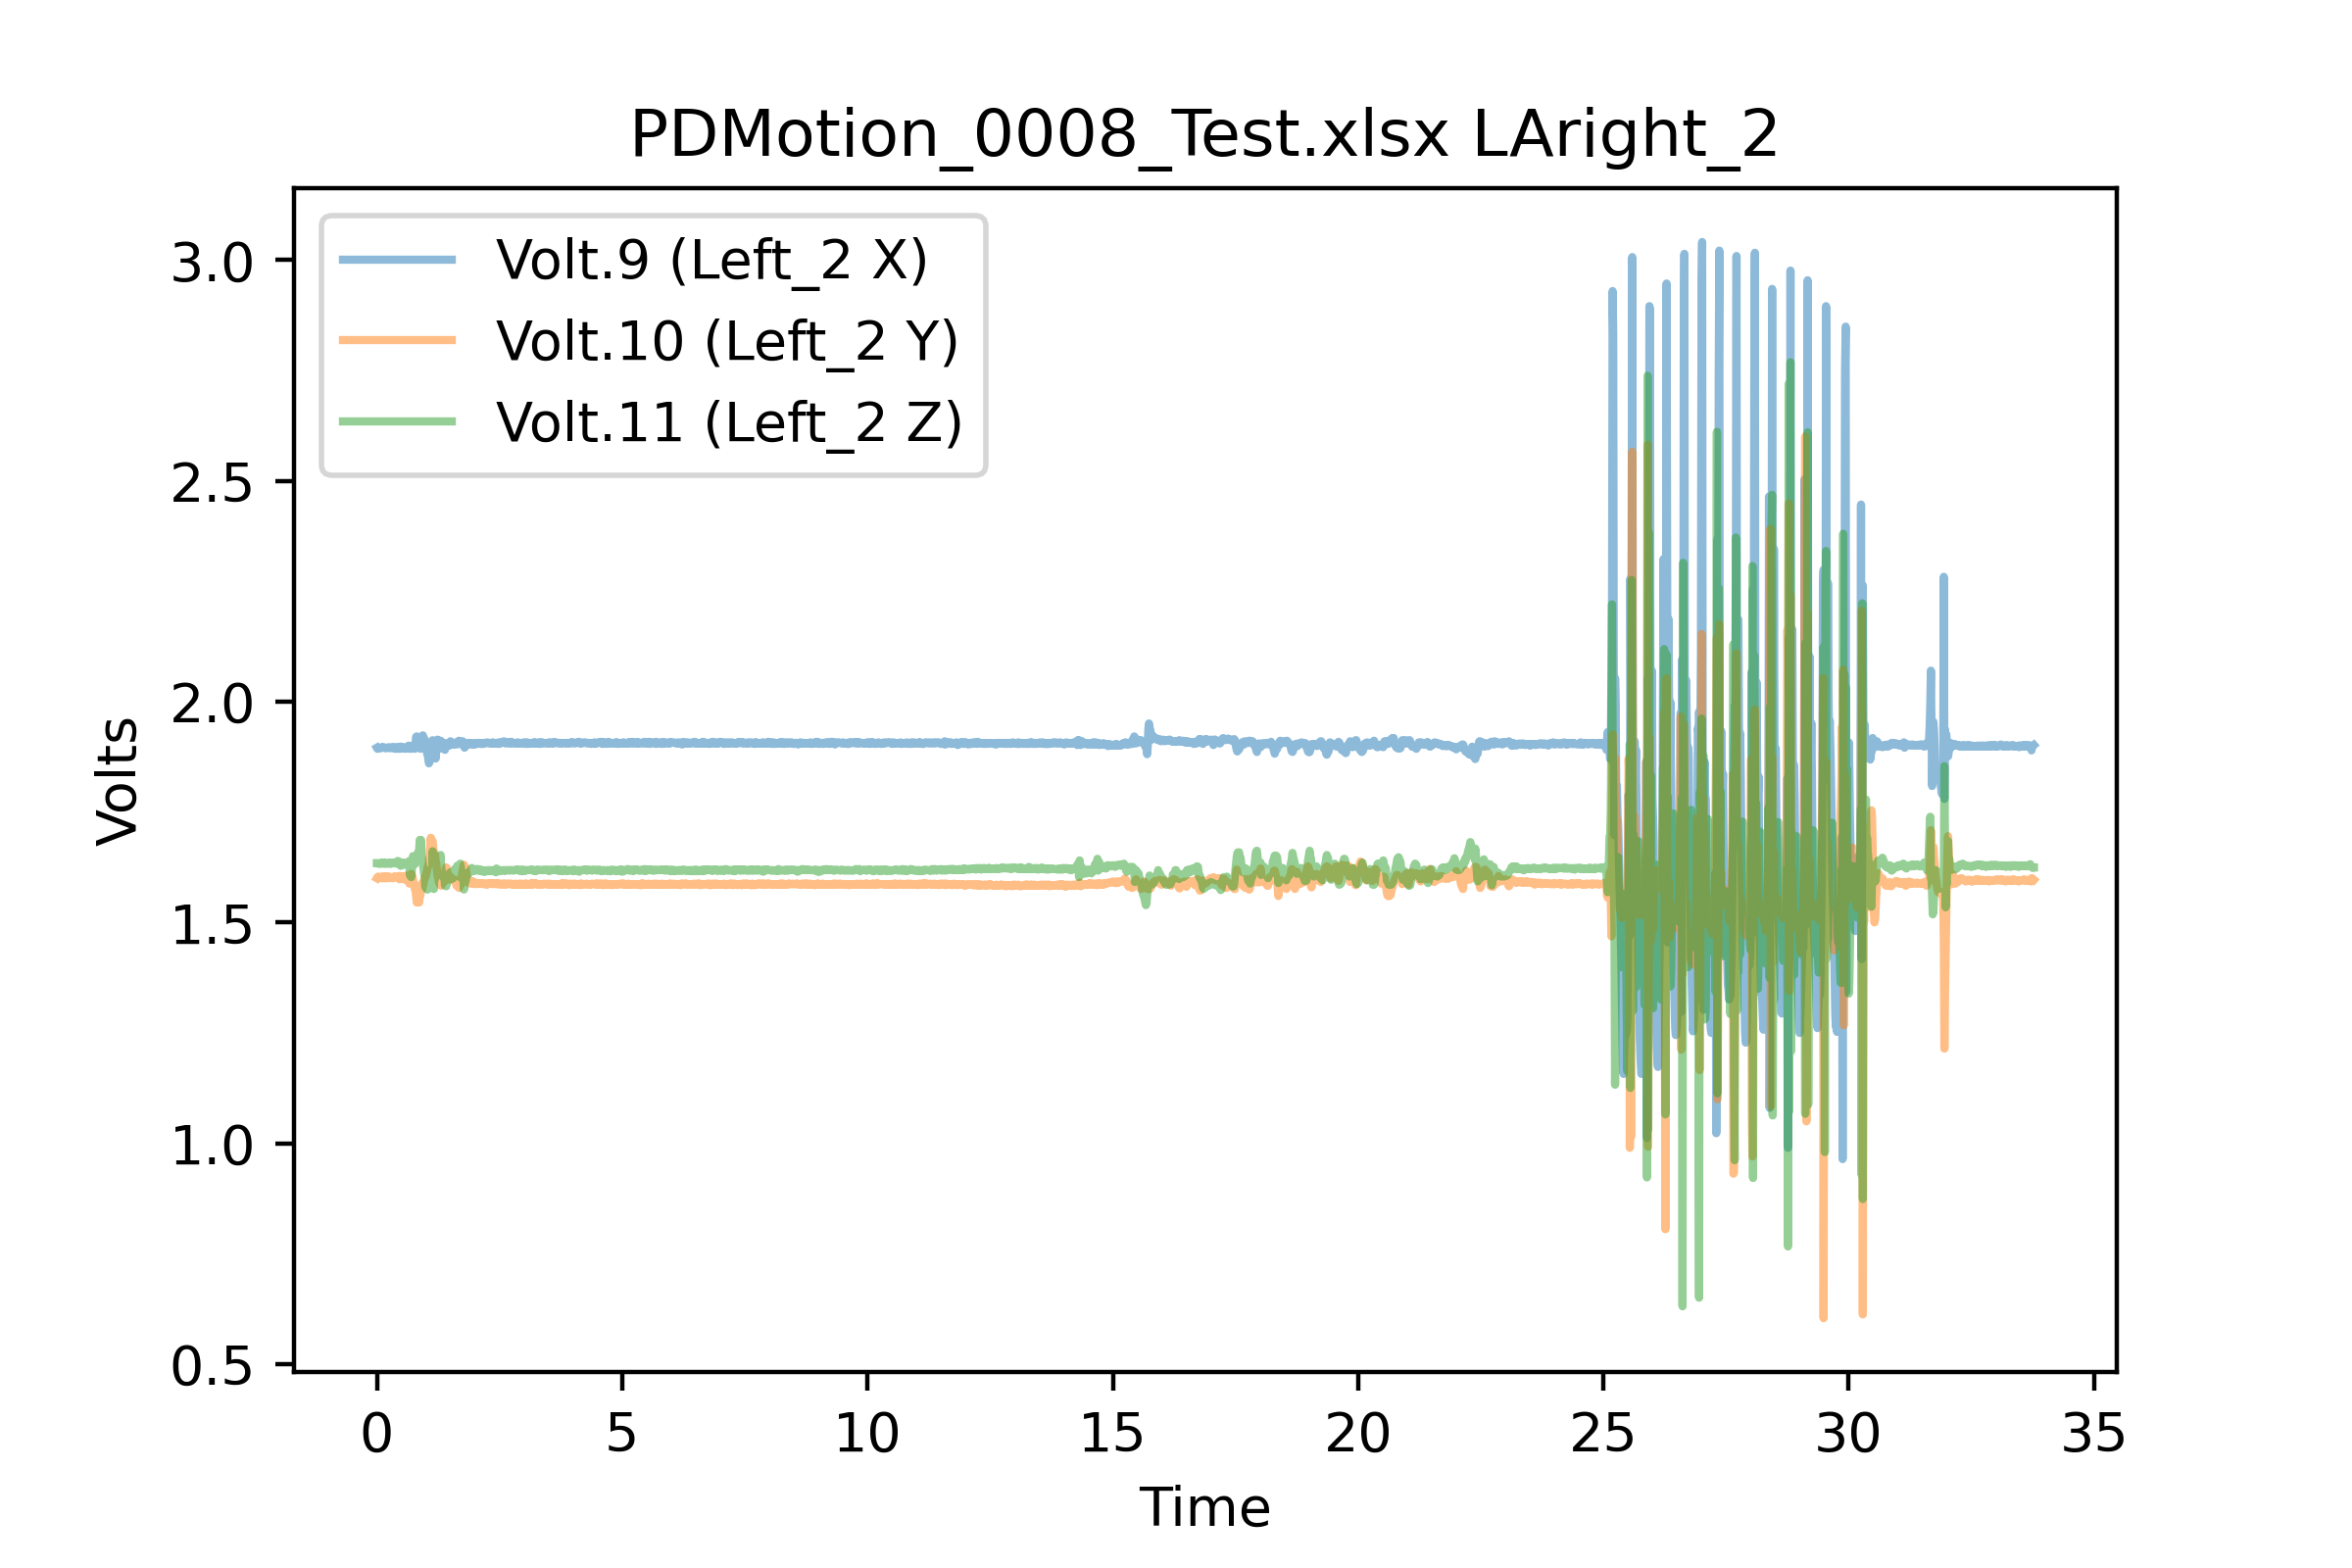 PDMotion_0008_Test.xlsx LAright_2
Volt.9 (Left_2 X)
Volt.10 (Left_2 Y)
Volt.11 (Left_2 Z)
Volts
3.0
2.5
2.0
1.5
1.0
0.5
0 5 10 15 20 25 30 35
Time